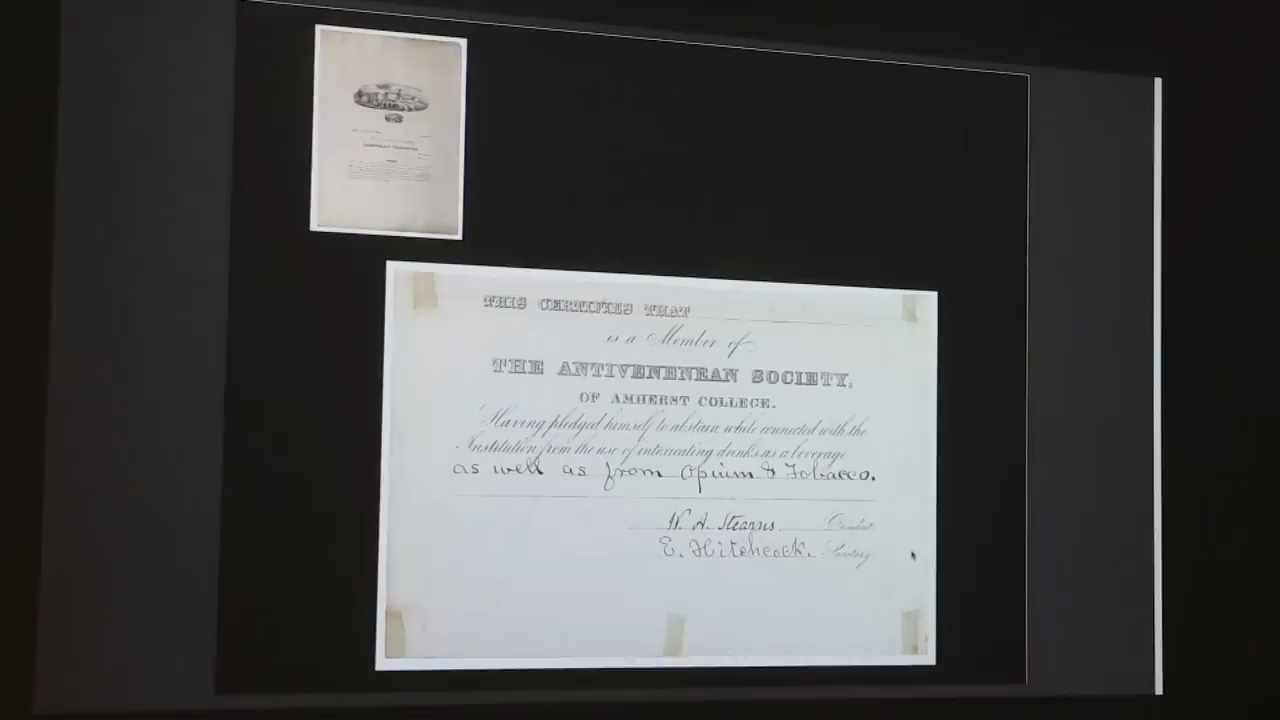 THIS CERTIFIES THAT
is a Member of
THE ANTIVENENEAN SOCIETY,
OF AMHERST COLLEGE.
Having pledged himself to abstain, while connected with the
Institution from the use of intoxicating drinks as a beverage
as well as from Opium & Tobacco.
W. A. Stearns. President
E. Hitchcock. Secretary